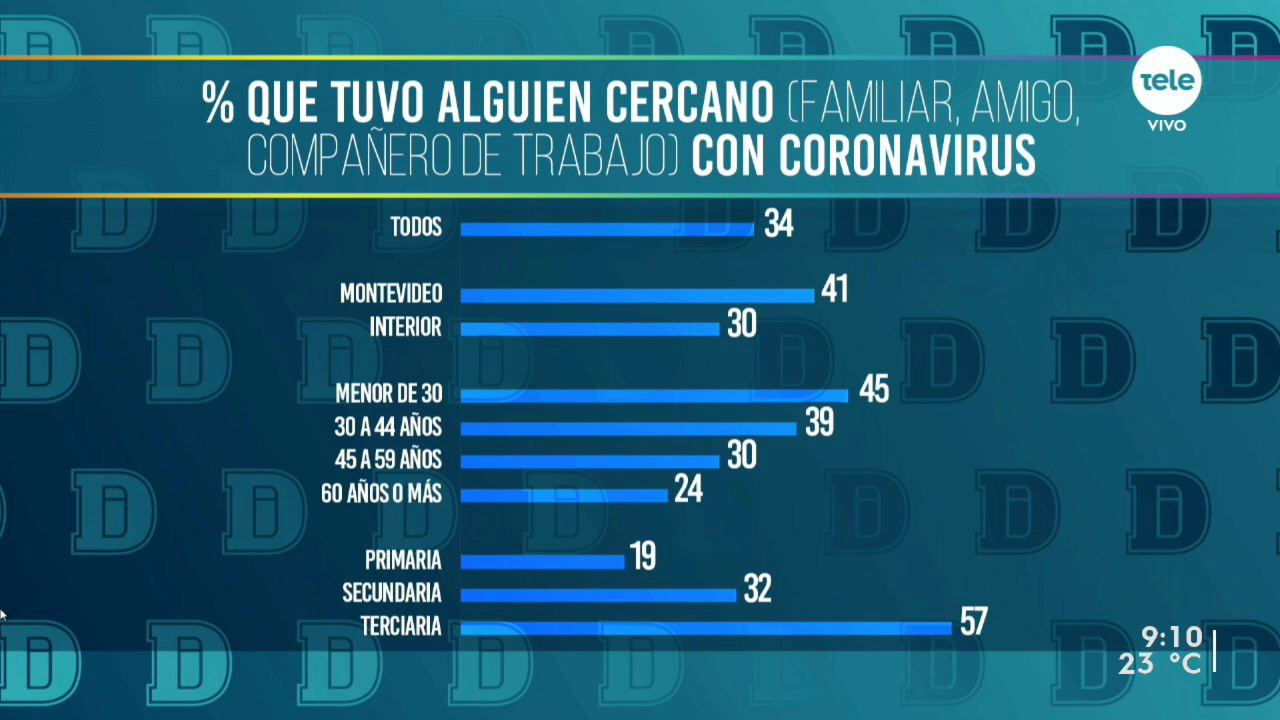 % QUE TUVO ALGUIEN CERCANO (FAMILIAR, AMIGO,
COMPAÑERO DE TRABAJO) CON CORONAVIRUS
tele
VIVO
TODOS 34
MONTEVIDEO 41
INTERIOR 30
MENOR DE 30 45
30 A 44 AÑOS 39
45 A 59 AÑOS 30
60 AÑOS O MÁS 24
PRIMARIA 19
SECUNDARIA 32
TERCIARIA 57
9:10
23 °C